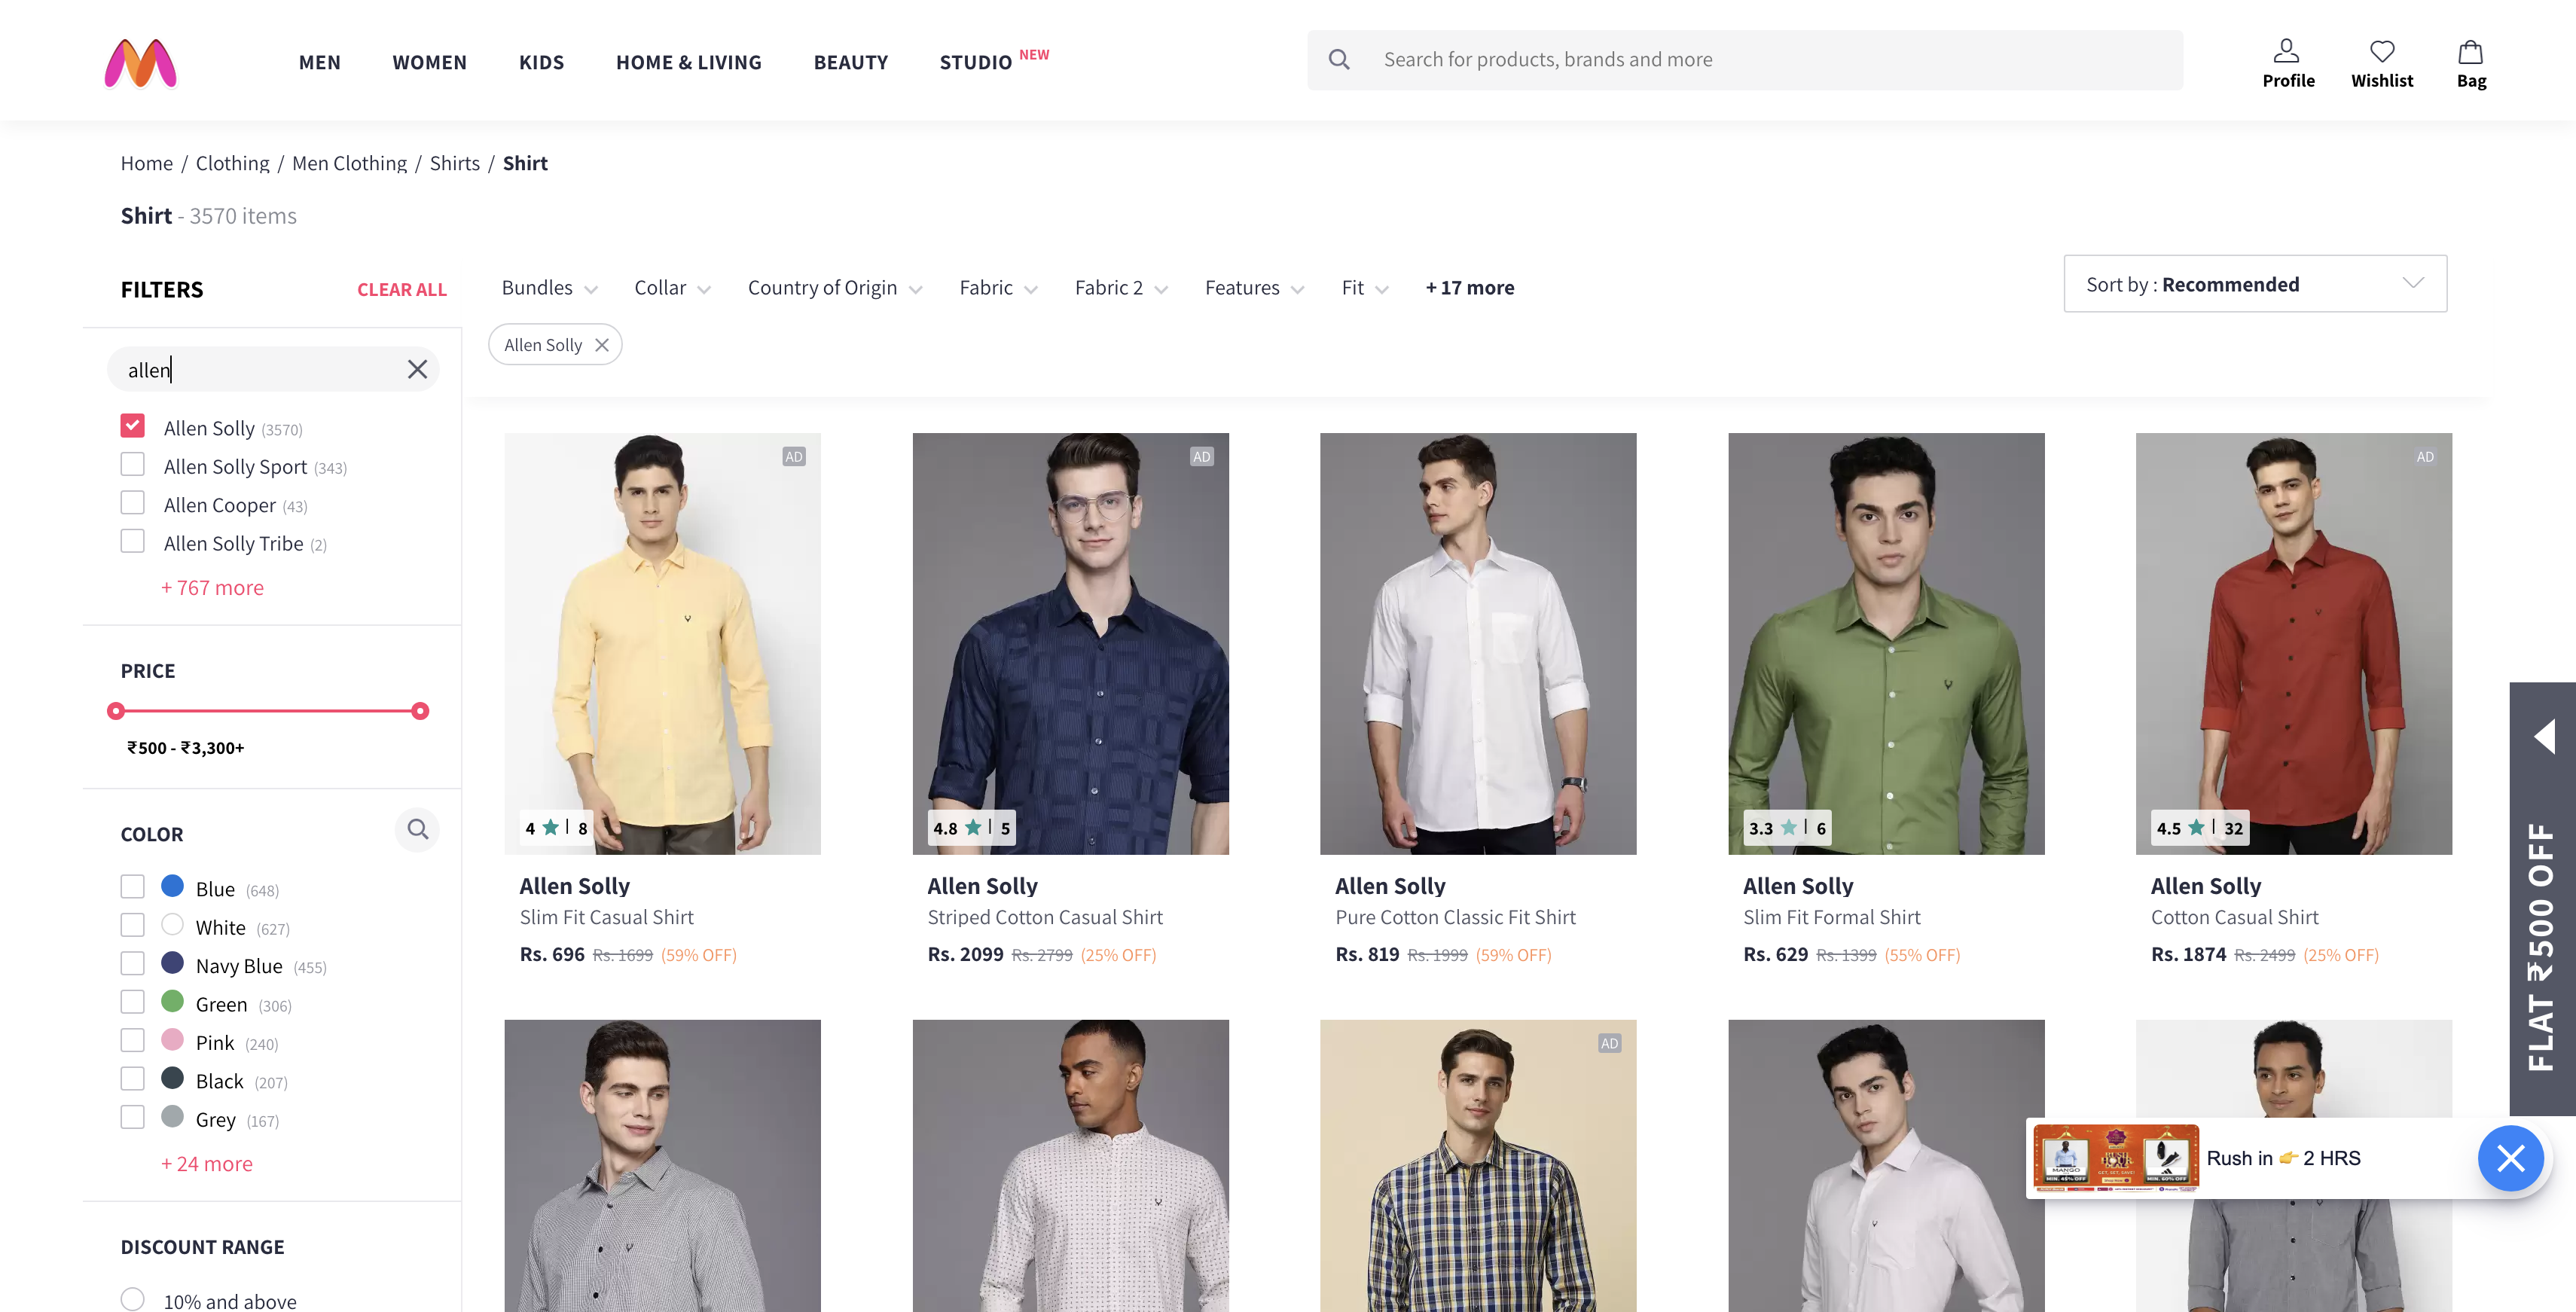 MEN WOMEN KIDS HOME & LIVING BEAUTY STUDIO NEW
Search for products, brands and more
Profile Wishlist Bag
Home / Clothing / Men Clothing / Shirts / Shirt
Shirt - 3570 items
FILTERS CLEAR ALL
Bundles Collar Country of Origin Fabric Fabric 2 Features Fit + 17 more
Sort by : Recommended
Allen Solly
allen
Allen Solly (3570)
Allen Solly Sport (343)
Allen Cooper (43)
Allen Solly Tribe (2)
+ 767 more
PRICE
₹500 - ₹3,300+
COLOR
Blue (648)
White (627)
Navy Blue (455)
Green (306)
Pink (240)
Black (207)
Grey (167)
+ 24 more
DISCOUNT RANGE
10% and above
AD
4 | 8
Allen Solly
Slim Fit Casual Shirt
Rs. 696 Rs. 1699 (59% OFF)
AD
4.8 | 5
Allen Solly
Striped Cotton Casual Shirt
Rs. 2099 Rs. 2799 (25% OFF)
Allen Solly
Pure Cotton Classic Fit Shirt
Rs. 819 Rs. 1999 (59% OFF)
3.3 | 6
Allen Solly
Slim Fit Formal Shirt
Rs. 629 Rs. 1399 (55% OFF)
AD
4.5 | 32
Allen Solly
Cotton Casual Shirt
Rs. 1874 Rs. 2499 (25% OFF)
AD
FLAT ₹500 OFF
MANGO
MIN. 45% OFF
MIN. 60% OFF
Rush in 👉 2 HRS